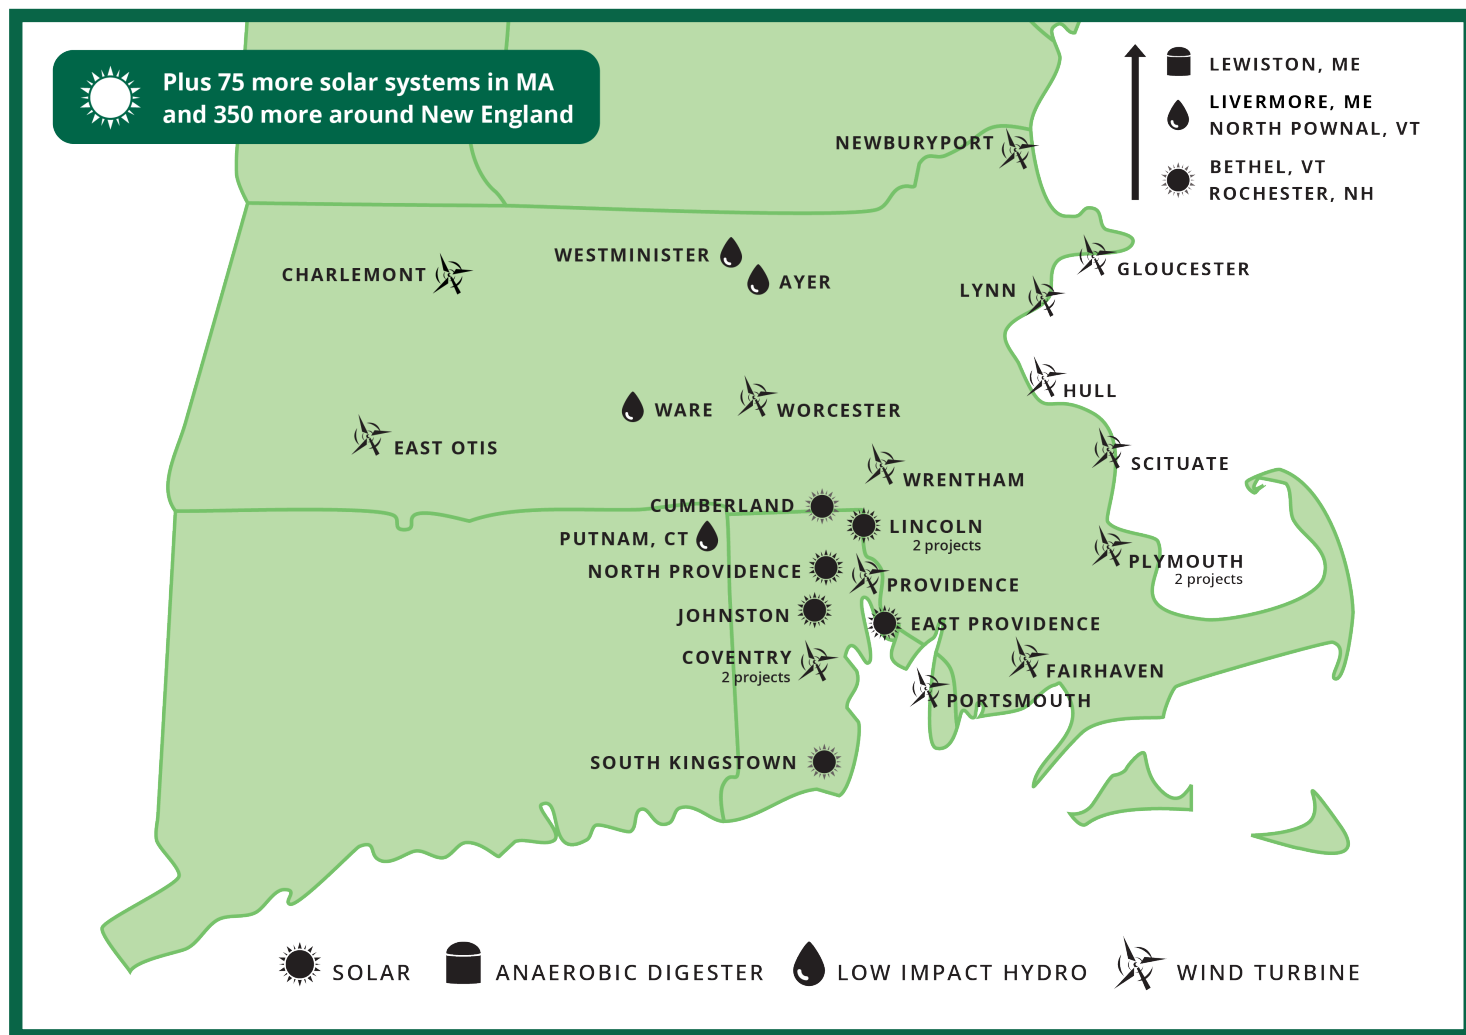 Plus 75 more solar systems in MA
and 350 more around New England
LEWISTON, ME
LIVERMORE, ME
NORTH POWNAL, VT
BETHEL, VT
ROCHESTER, NH
NEWBURYPORT
WESTMINISTER
CHARLEMONT
AYER
GLOUCESTER
LYNN
HULL
WARE
WORCESTER
EAST OTIS
SCITUATE
WRENTHAM
CUMBERLAND
LINCOLN
2 projects
PUTNAM, CT
PLYMOUTH
2 projects
NORTH PROVIDENCE
PROVIDENCE
JOHNSTON
EAST PROVIDENCE
COVENTRY
2 projects
FAIRHAVEN
PORTSMOUTH
SOUTH KINGSTOWN
SOLAR
ANAEROBIC DIGESTER
LOW IMPACT HYDRO
WIND TURBINE